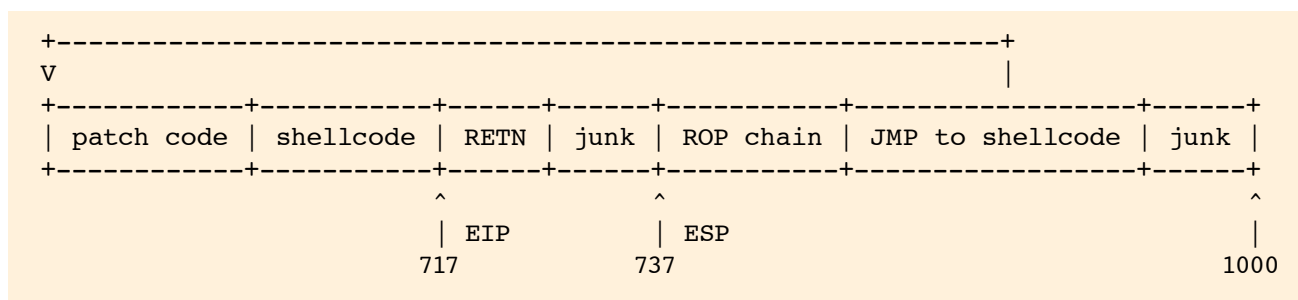 +-----------------------------------------------------------+
V                                                           |
+------------+-----------+------+------+-----------+------------------+------+
| patch code | shellcode | RETN | junk | ROP chain | JMP to shellcode | junk |
+------------+-----------+------+------+-----------+------------------+------+
^ ^ ^
| EIP | ESP |
717 737 1000